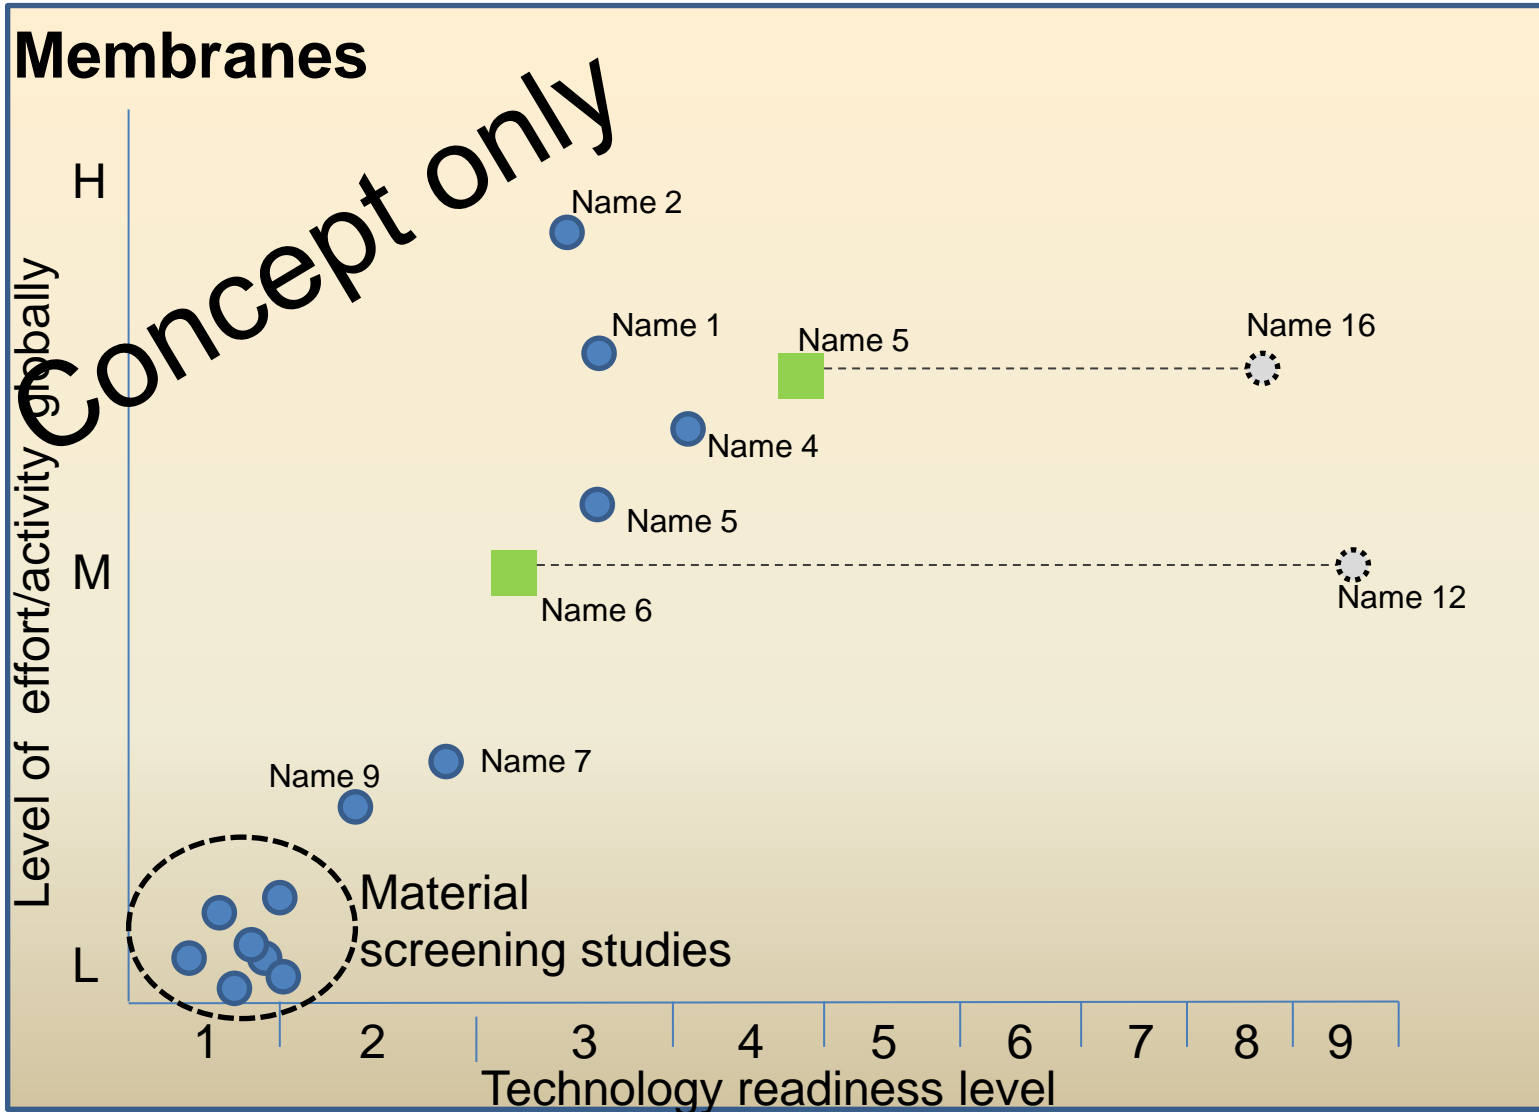 Membranes
Concept only
H
Name 2
Name 1
Name 5
Name 16
Name 4
Name 5
M
Name 6
Name 12
Name 7
Name 9
Material
screening studies
L
Level of effort/activity globally
1 2 3 4 5 6 7 8 9
Technology readiness level